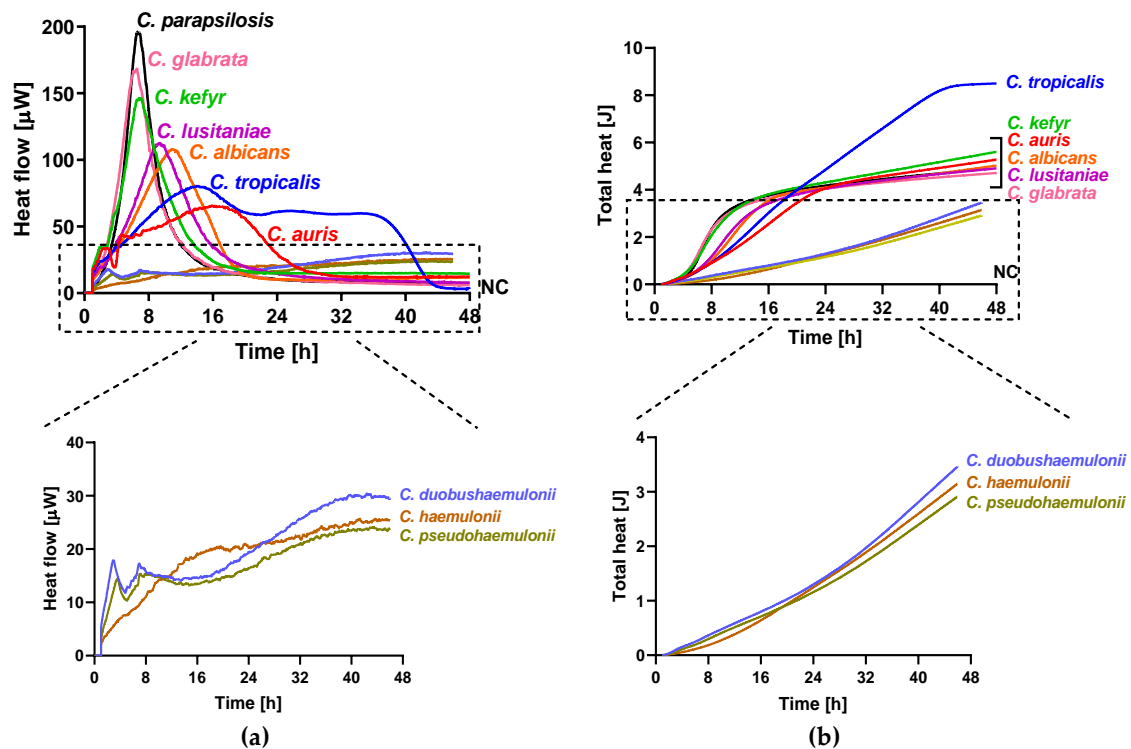 C. parapsilosis
C. glabrata
C. kefyr
C. lusitaniae
C. albicans
C. tropicalis
C. auris
NC
Heat flow [µW]
200
150
100
50
0
0 8 16 24 32 40 48
Time [h]
C. tropicalis
C. kefyr
C. auris
C. albicans
C. lusitaniae
C. glabrata
NC
Total heat [J]
10
8
6
4
2
0
0 8 16 24 32 40 48
Time [h]
C. duobushaemulonii
C. haemulonii
C. pseudohaemulonii
Heat flow [µW]
40
30
20
10
0
0 8 16 24 32 40 48
Time [h]
(a)
C. duobushaemulonii
C. haemulonii
C. pseudohaemulonii
Total heat [J]
4
3
2
1
0
0 8 16 24 32 40 48
Time [h]
(b)